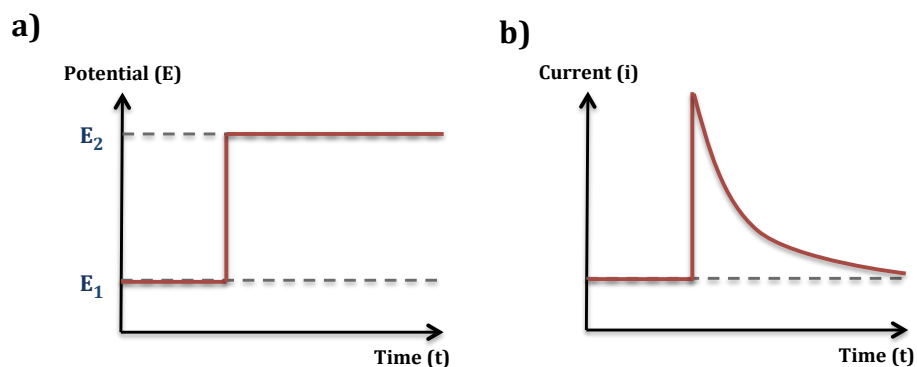 a)
Potential (E)
E₂
E₁
Time (t)
b)
Current (i)
Time (t)